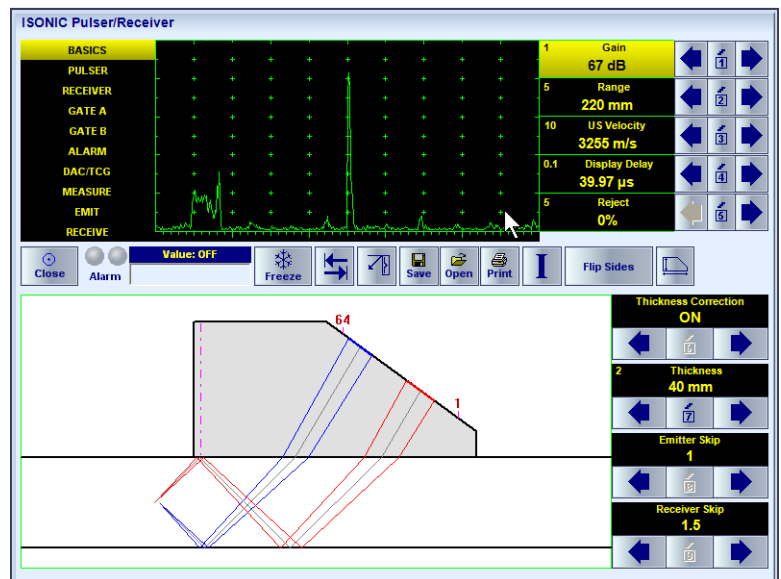 ISONIC Pulser/Receiver
BASICS
PULSER
RECEIVER
GATE A
GATE B
ALARM
DAC/TCG
MEASURE
EMIT
RECEIVE
1 Gain
67 dB
1
5 Range
220 mm
2
10 US Velocity
3255 m/s
3
0.1 Display Delay
39.97 µs
4
5 Reject
0%
5
Close
Alarm
Value: OFF
Freeze
Save
Open
Print
Flip Sides
64
1
Thickness Correction
ON
6
2 Thickness
40 mm
7
Emitter Skip
1
8
Receiver Skip
1.5
9